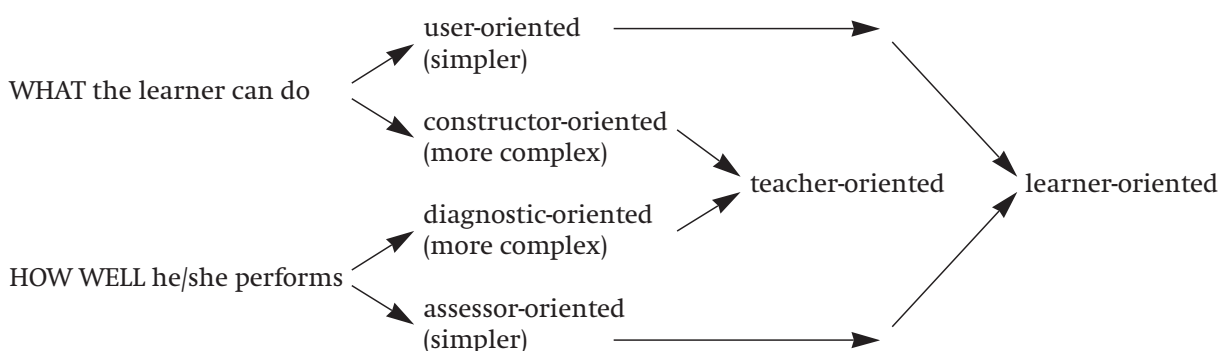 user-oriented
(simpler)
WHAT the learner can do
constructor-oriented
(more complex)
teacher-oriented
learner-oriented
diagnostic-oriented
(more complex)
HOW WELL he/she performs
assessor-oriented
(simpler)